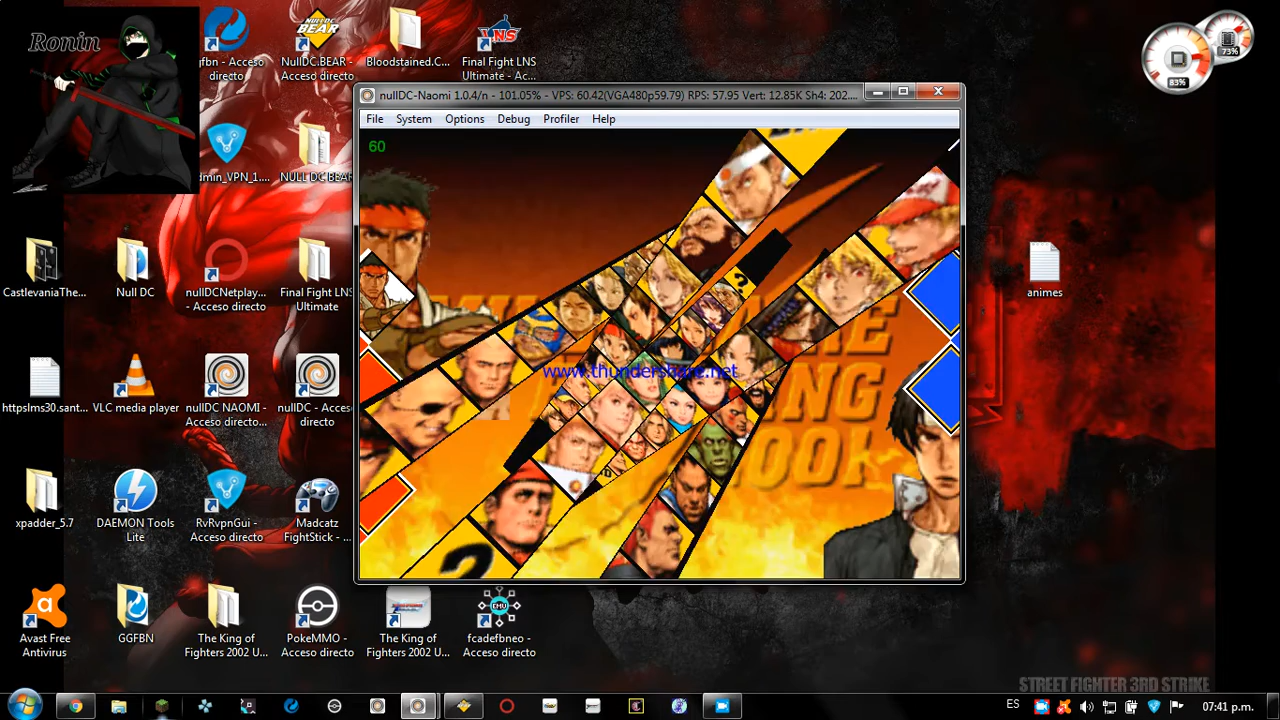 Ronin
gfbn - Acceso
directo
NULLDC
BEAR
NullDC.BEAR -
Acceso directo
Bloodstained.C...
LNS
Final Fight LNS
Ultimate - Ac...
dmin_VPN_1....
NULL DC BEAR
CastlevaniaThe...
Null DC
nullDCNetplay...
- Acceso directo
Final Fight LNS
Ultimate
httpslms30.sant...
VLC media player
nullDC NAOMI -
Acceso directo...
nullDC - Acceso
directo
xpadder_5.7
DAEMON Tools
Lite
RvRvpnGui -
Acceso directo
Madcatz
FightStick - ...
Avast Free
Antivirus
GGFBN
The King of
Fighters 2002 U...
PokeMMO -
Acceso directo
The King of
Fighters 2002 U...
EMU
fcadefbneo -
Acceso directo
nullDC-Naomi 1.0.4/r - 101.05% - VPS: 60.42(VGA480p59.79) RPS: 57.95 Vert: 12.85K Sh4: 202....
File System Options Debug Profiler Help
60
?
www.thundershare.net
?
73%
83%
animes
STREET FIGHTER 3RD STRIKE
ES
07:41 p.m.